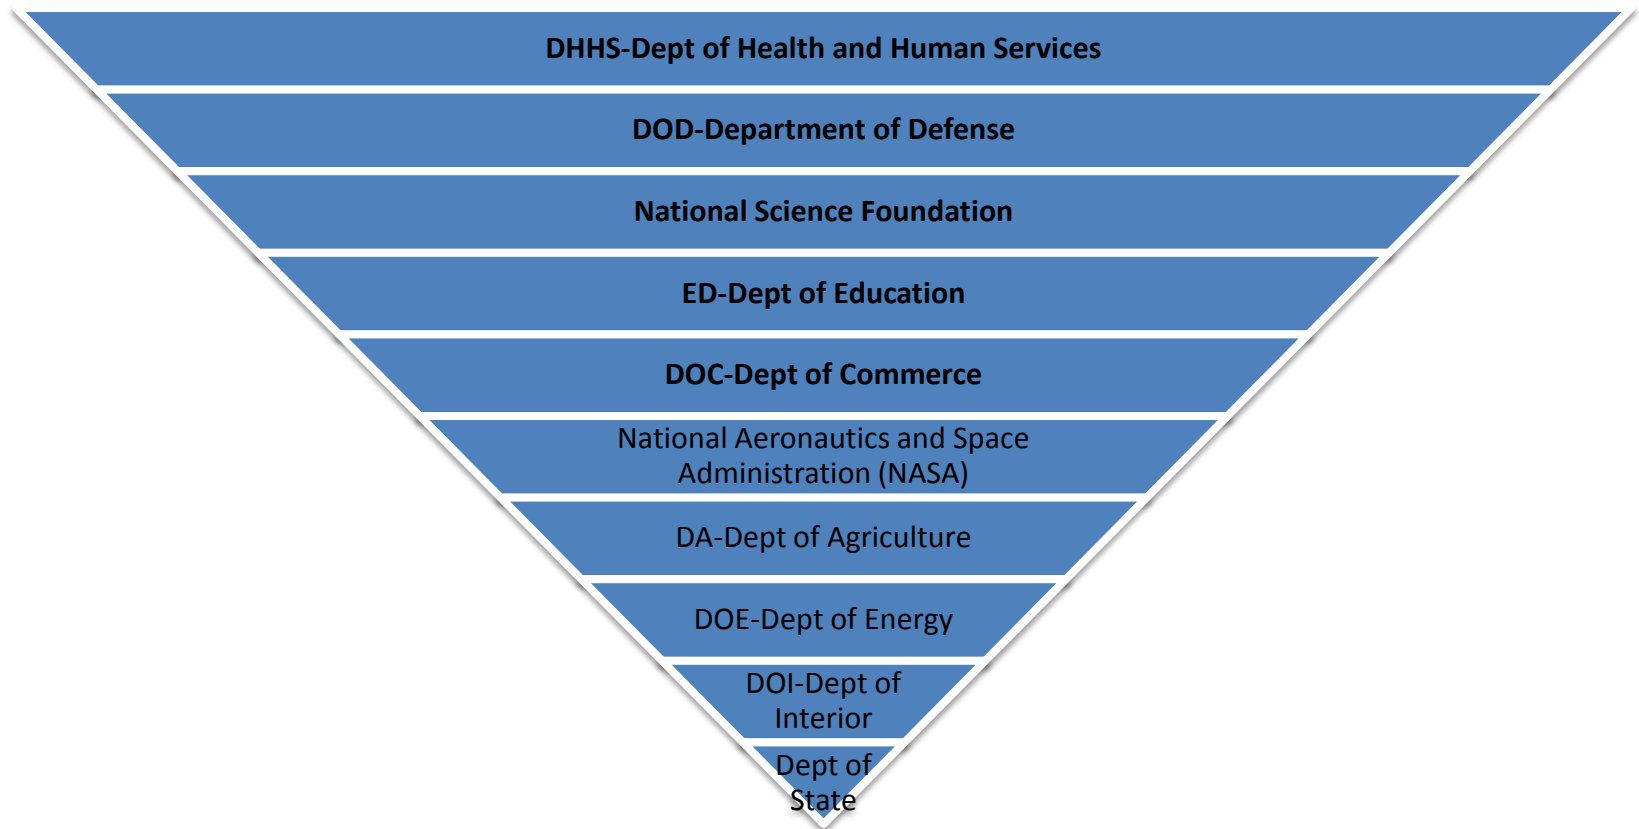 DHHS-Dept of Health and Human Services
DOD-Department of Defense
National Science Foundation
ED-Dept of Education
DOC-Dept of Commerce
National Aeronautics and Space
Administration (NASA)
DA-Dept of Agriculture
DOE-Dept of Energy
DOI-Dept of
Interior
Dept of
State